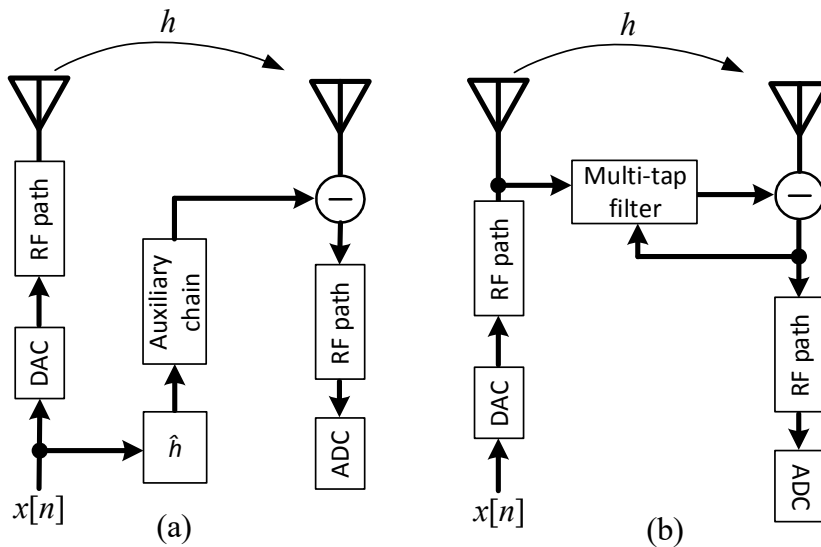 h
RF path
DAC
x[n]
ĥ
Auxiliary
chain
RF path
ADC
(a)
h
RF path
DAC
x[n]
Multi-tap
filter
RF path
ADC
(b)